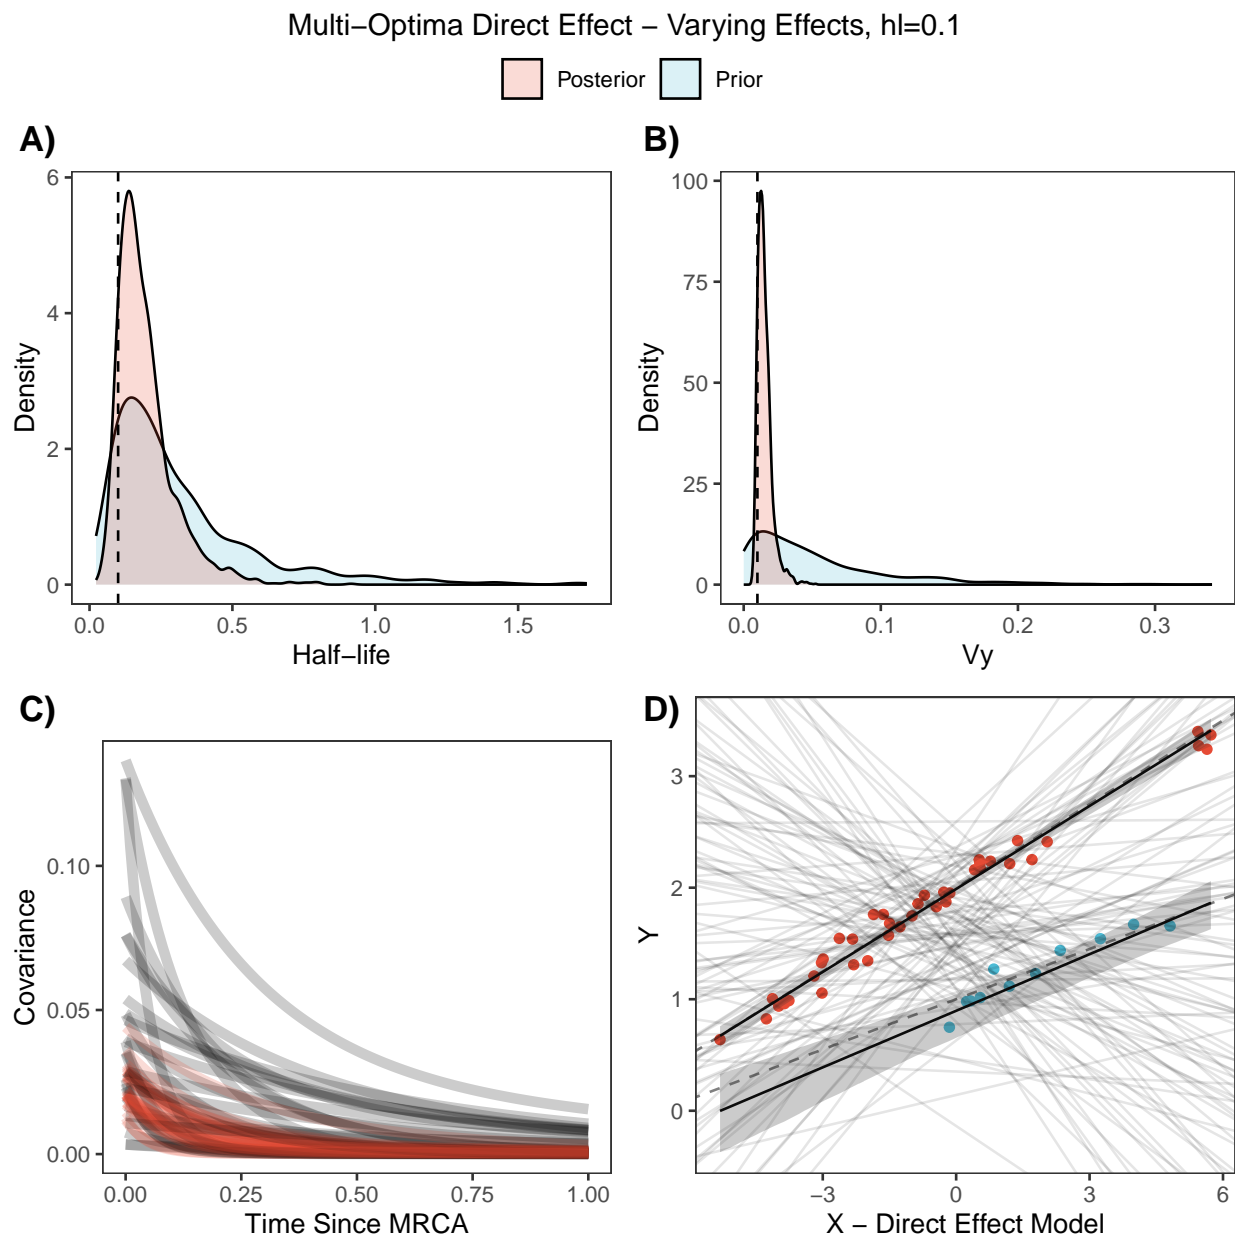 Multi−Optima Direct Effect − Varying Effects, hl=0.1
Posterior Prior
A)
6
4
2
0
Density
0.0 0.5 1.0 1.5
Half−life
B)
100
75
50
25
0
Density
0.0 0.1 0.2 0.3
Vy
C)
0.10
0.05
0.00
Covariance
0.00 0.25 0.50 0.75 1.00
Time Since MRCA
D)
3
2
1
0
Y
−3 0 3 6
X − Direct Effect Model